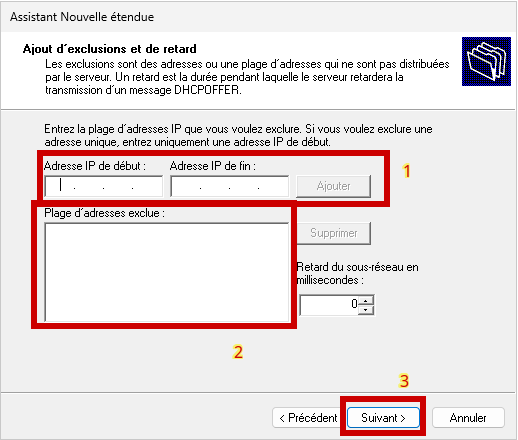 Assistant Nouvelle étendue
Ajout d'exclusions et de retard
Les exclusions sont des adresses ou une plage d'adresses qui ne sont pas distribuées
par le serveur. Un retard est la durée pendant laquelle le serveur retardera la
transmission d'un message DHCPOFFER.
Entrez la plage d'adresses IP que vous voulez exclure. Si vous voulez exclure une
adresse unique, entrez uniquement une adresse IP de début.
Adresse IP de début : Adresse IP de fin :
. . . . . . Ajouter
1
Plage d'adresses exclue :
Supprimer
Retard du sous-réseau en
millisecondes :
0
2
3
< Précédent Suivant > Annuler